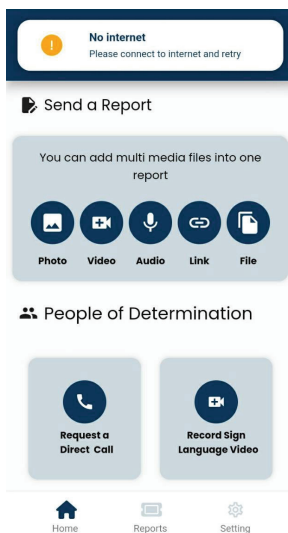 No internet
Please connect to internet and retry
Send a Report
You can add multi media files into one
report
Photo Video Audio Link File
People of Determination
Request a
Direct Call
Record Sign
Language Video
Home Reports Setting